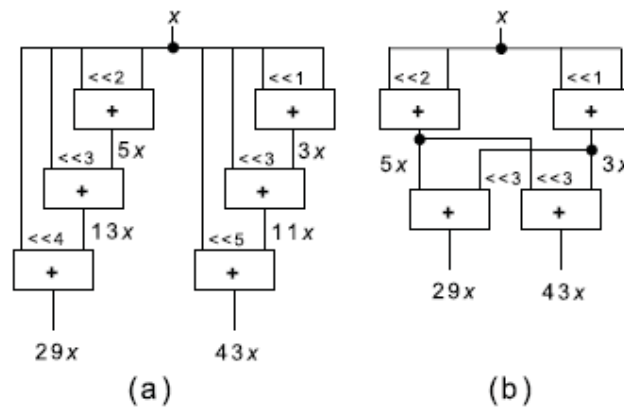 x x
<<2 <<1 <<2 <<1
+ + + +
5x 3x 5x 3x
<<3 <<3 <<3 <<3
+ + + +
13x 11x
<<4 <<5
+ + 29x 43x
29x 43x
(a) (b)